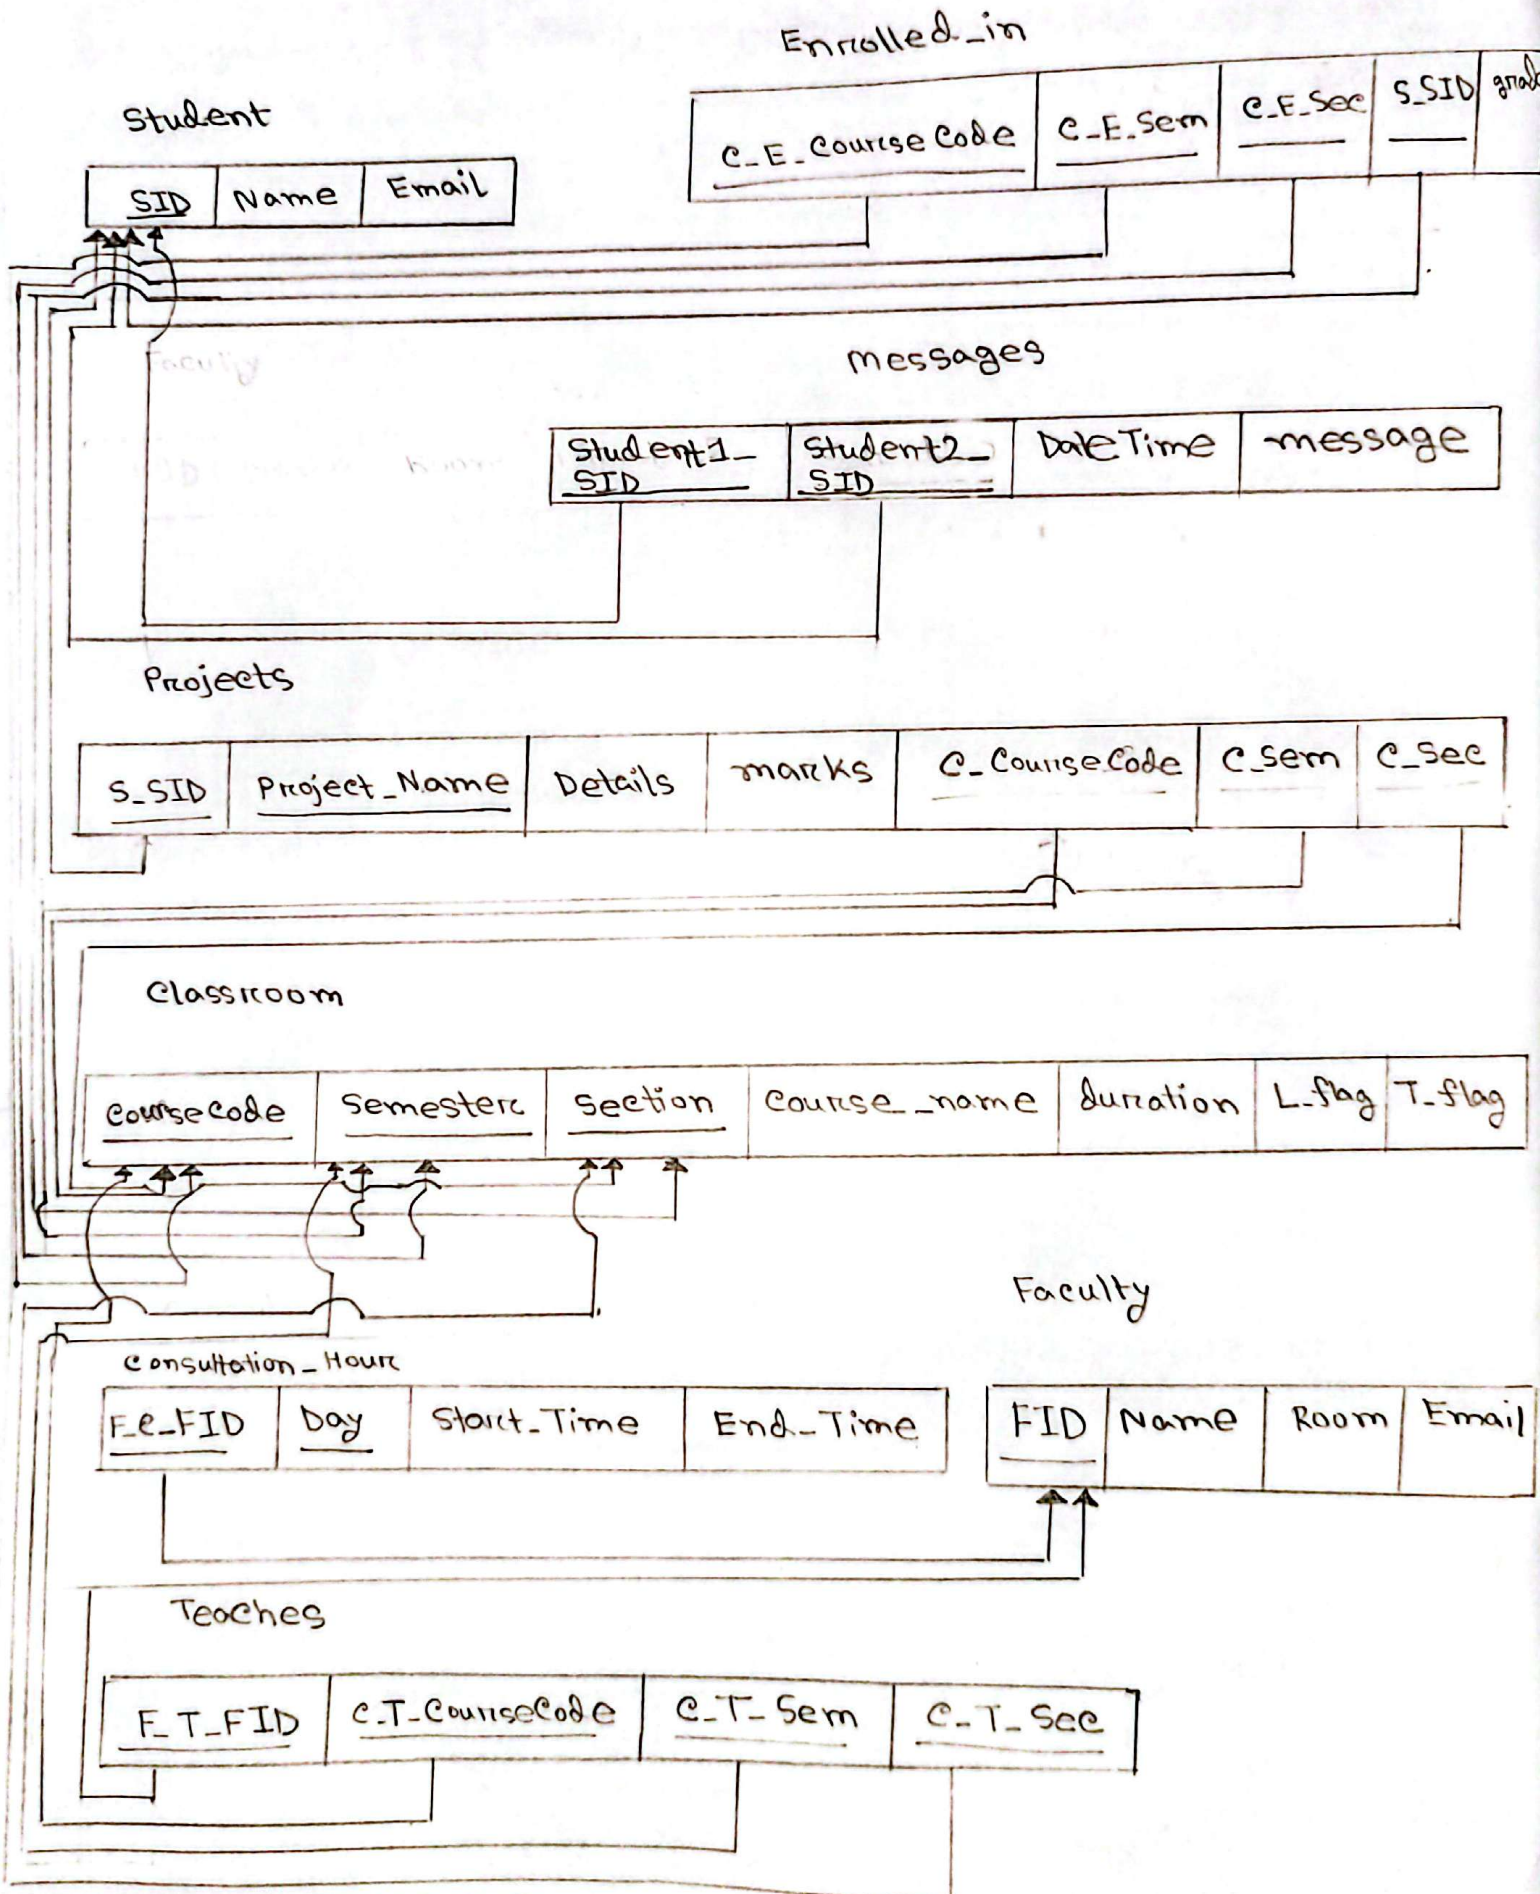 Enrolled_in
C_E_CourseCode C_E_Sem C_E_Sec S_SID
Student
SID Name Email
Faculty
messages
Student1_SID Student2_SID DateTime message
Projects
S_SID Project_Name Details marks C_CourseCode C_Sem C_Sec
Classroom
CourseCode Semester Section Course_name duration L_flag T_flag
Faculty
Consultation_Hour
F_C_FID Day Start_Time End_Time
FID Name Room Email
Teaches
F_T_FID C_T_CourseCode C_T_Sem C_T_Sec